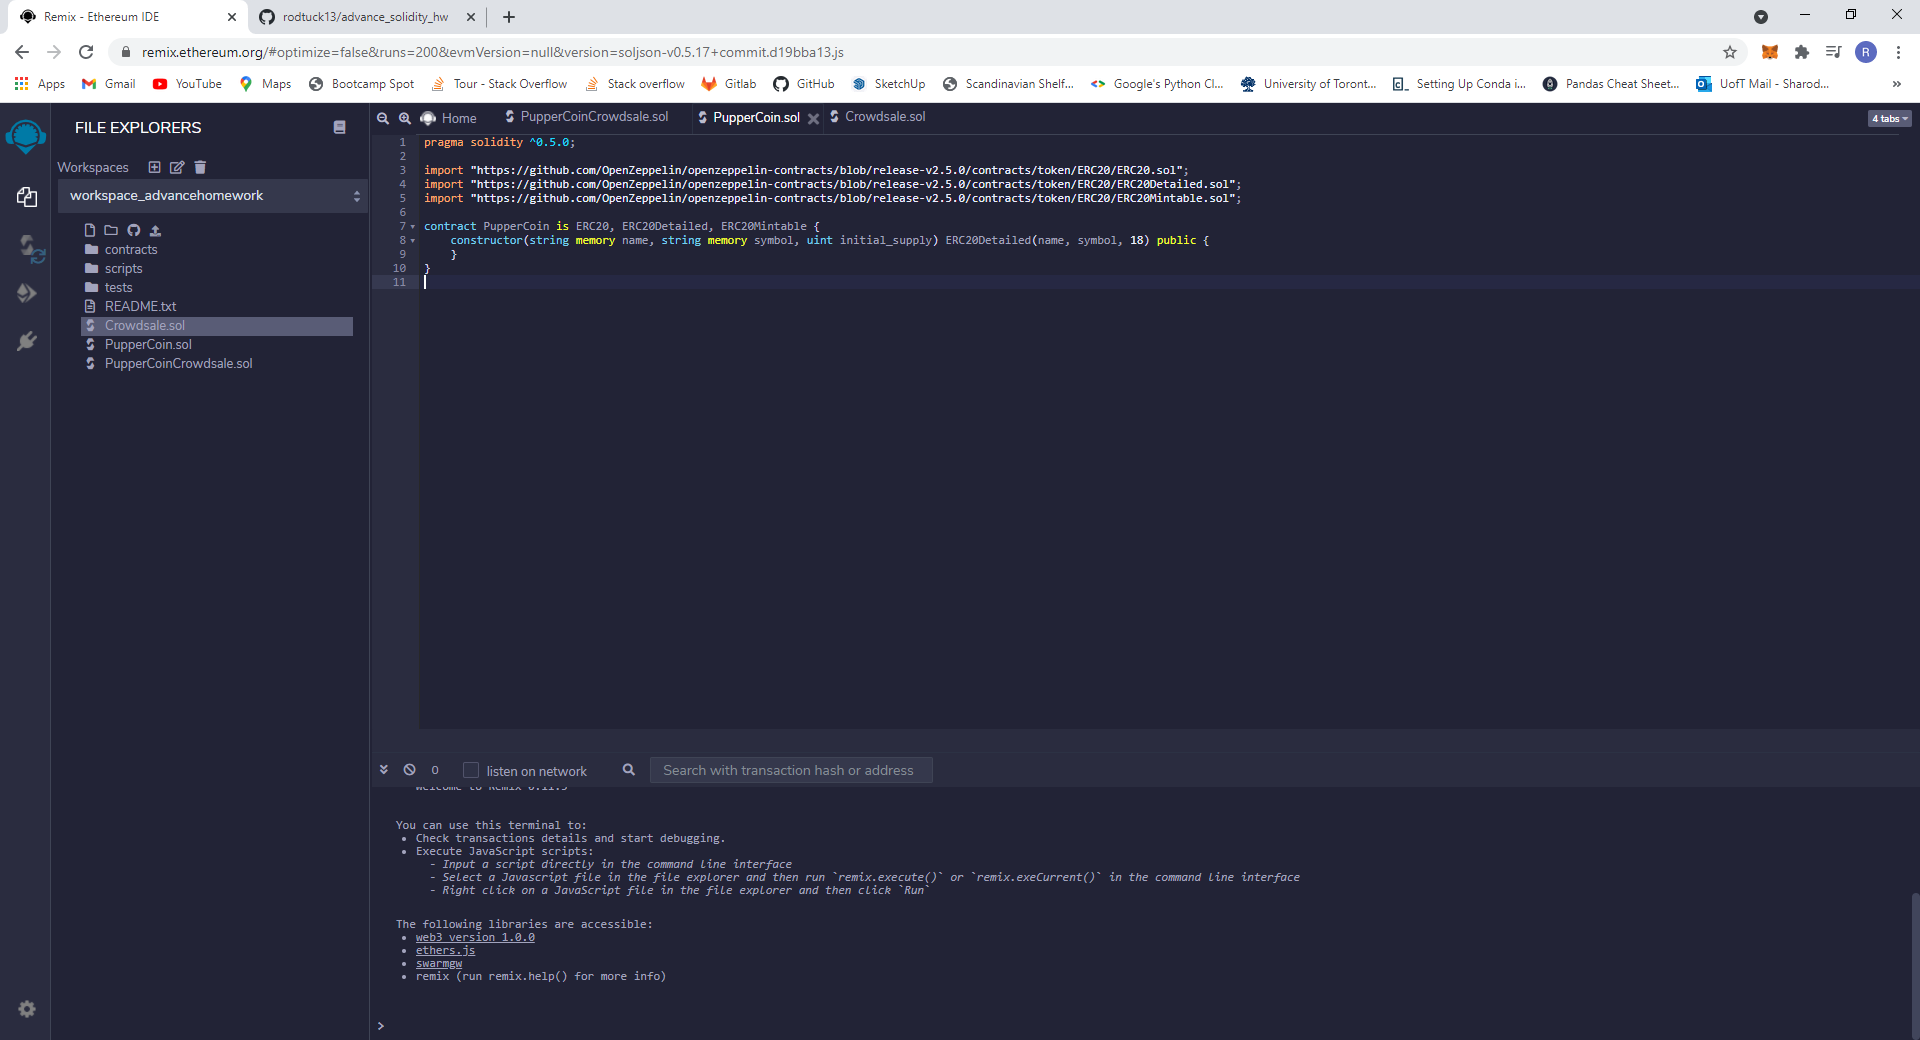 Remix - Ethereum IDE
rodtuck13/advance_solidity_hw
remix.ethereum.org/#optimize=false&runs=200&evmVersion=null&version=soljson-v0.5.17+commit.d19bba13.js
R
Apps Gmail YouTube Maps Bootcamp Spot Tour - Stack Overflow Stack overflow Gitlab GitHub SketchUp Scandinavian Shelf... Google's Python Cl... University of Toront... Setting Up Conda i... Pandas Cheat Sheet... UofT Mail - Sharod... »
FILE EXPLORERS
Workspaces
workspace_advancehomework
contracts
scripts
tests
README.txt
Crowdsale.sol
PupperCoin.sol
PupperCoinCrowdsale.sol
Home PupperCoinCrowdsale.sol PupperCoin.sol Crowdsale.sol 4 tabs
1 pragma solidity ^0.5.0;
2
3 import "https://github.com/OpenZeppelin/openzeppelin-contracts/blob/release-v2.5.0/contracts/token/ERC20/ERC20.sol";
4 import "https://github.com/OpenZeppelin/openzeppelin-contracts/blob/release-v2.5.0/contracts/token/ERC20/ERC20Detailed.sol";
5 import "https://github.com/OpenZeppelin/openzeppelin-contracts/blob/release-v2.5.0/contracts/token/ERC20/ERC20Mintable.sol";
6
7 contract PupperCoin is ERC20, ERC20Detailed, ERC20Mintable {
8 constructor(string memory name, string memory symbol, uint initial_supply) ERC20Detailed(name, symbol, 18) public {
9 }
10 }
11
0 listen on network Search with transaction hash or address
Welcome to Remix 0.11.5
You can use this terminal to:
• Check transactions details and start debugging.
• Execute JavaScript scripts:
- Input a script directly in the command line interface
- Select a Javascript file in the file explorer and then run `remix.execute()` or `remix.exeCurrent()` in the command line interface
- Right click on a JavaScript file in the file explorer and then click `Run`
The following libraries are accessible:
• web3 version 1.0.0
• ethers.js
• swarmgw
• remix (run remix.help() for more info)
>